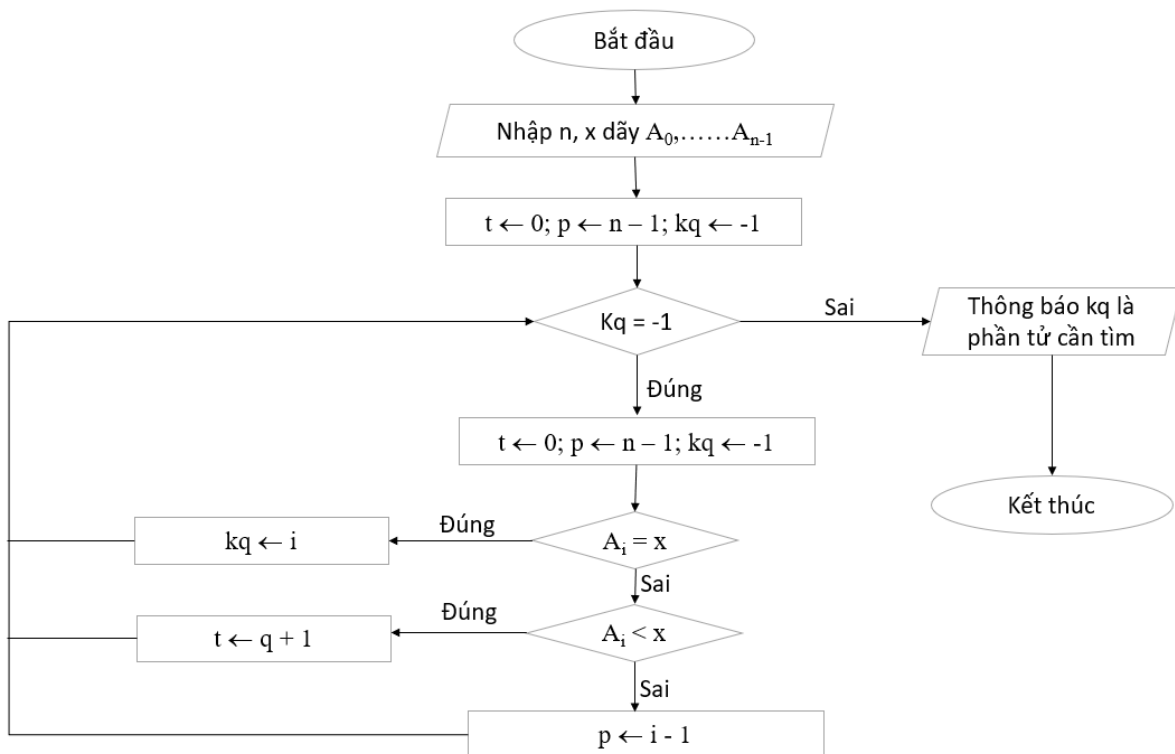 Bắt đầu
Nhập n, x dãy A₀,……Aₙ₋₁
t ← 0; p ← n – 1; kq ← -1
Kq = -1
Sai
Thông báo kq là
phần tử cần tìm
Đúng
t ← 0; p ← n – 1; kq ← -1
Kết thúc
kq ← i
Đúng
Aᵢ = x
Sai
t ← q + 1
Đúng
Aᵢ < x
Sai
p ← i - 1